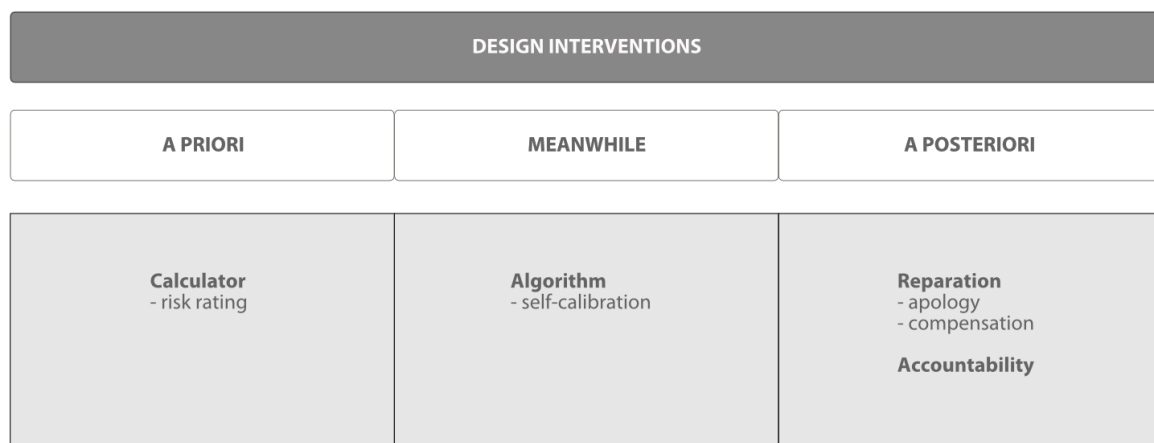 DESIGN INTERVENTIONS
A PRIORI
MEANWHILE
A POSTERIORI
Calculator
- risk rating
Algorithm
- self-calibration
Reparation
- apology
- compensation
Accountability